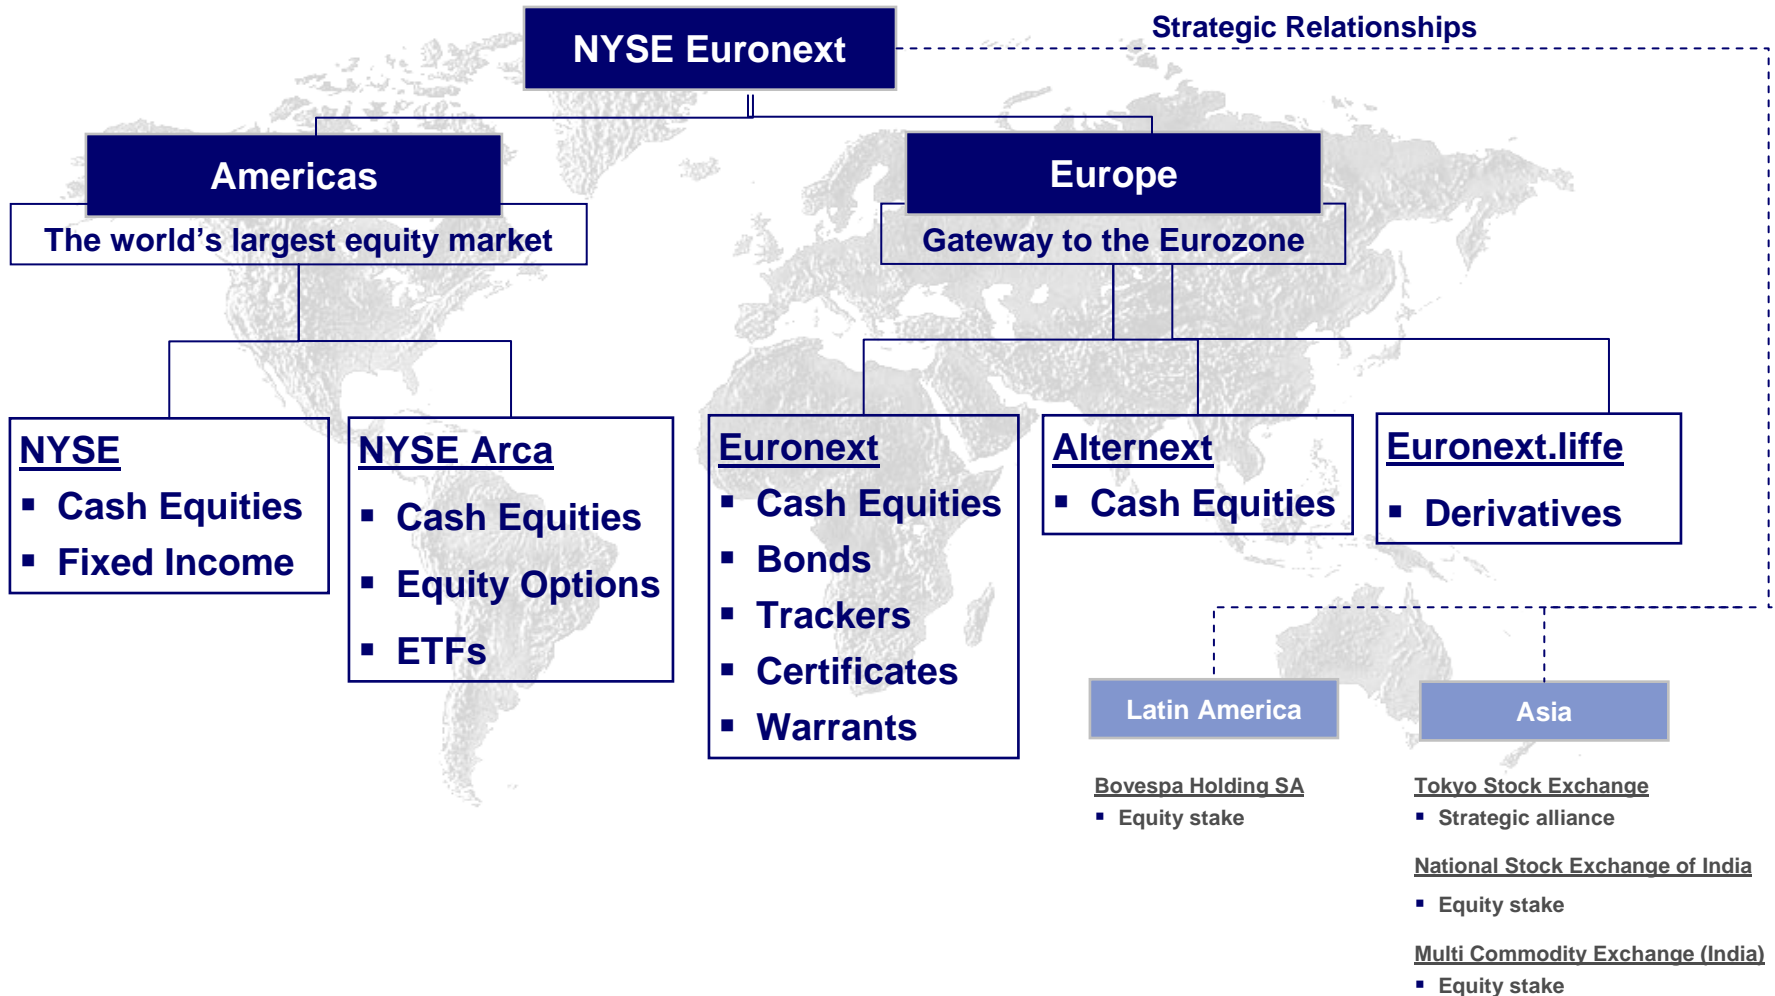 Strategic Relationships
NYSE Euronext
Americas
The world's largest equity market
Europe
Gateway to the Eurozone
NYSE
▪ Cash Equities
▪ Fixed Income
NYSE Arca
▪ Cash Equities
▪ Equity Options
▪ ETFs
Euronext
▪ Cash Equities
▪ Bonds
▪ Trackers
▪ Certificates
▪ Warrants
Alternext
▪ Cash Equities
Euronext.liffe
▪ Derivatives
Latin America
Bovespa Holding SA
▪ Equity stake
Asia
Tokyo Stock Exchange
▪ Strategic alliance
National Stock Exchange of India
▪ Equity stake
Multi Commodity Exchange (India)
▪ Equity stake